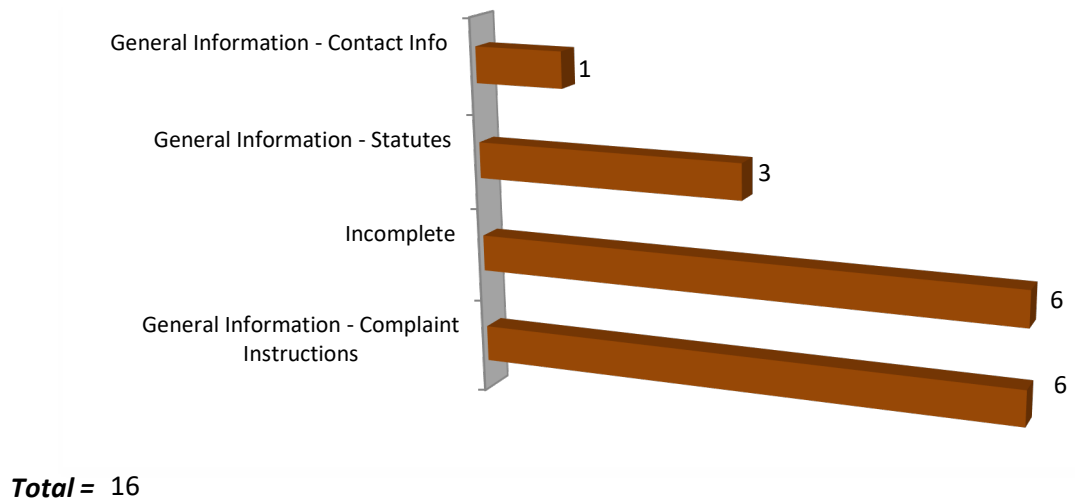 General Information - Contact Info
1
General Information - Statutes
3
Incomplete
6
General Information - Complaint
Instructions
6
Total = 16